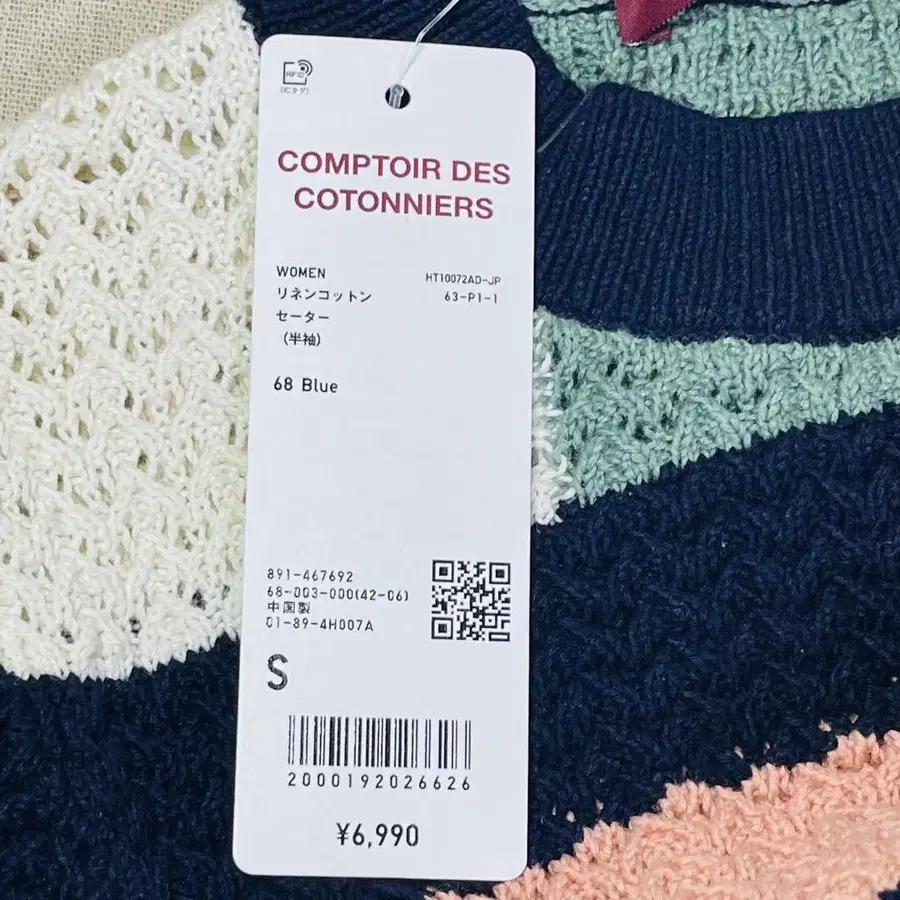 RFID
(ICタグ)
COMPTOIR DES
COTONNIERS
WOMEN
HT10072AD-JP
リネンコットン
63-P1-1
セーター
(半袖)
68 Blue
891-467692
68-003-000(42-06)
中国製
01-89-4H007A
S
2000192026626
¥6,990